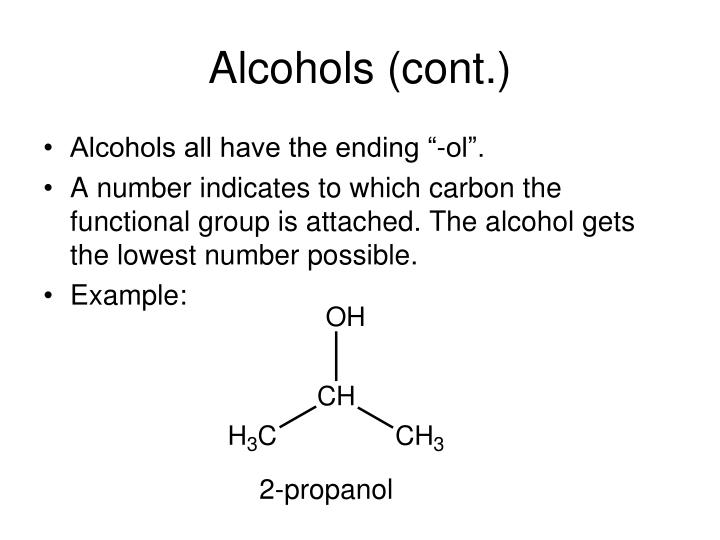 Alcohols (cont.)
• Alcohols all have the ending “-ol”.
• A number indicates to which carbon the
functional group is attached. The alcohol gets
the lowest number possible.
• Example:
OH
CH
H₃C CH₃
2-propanol